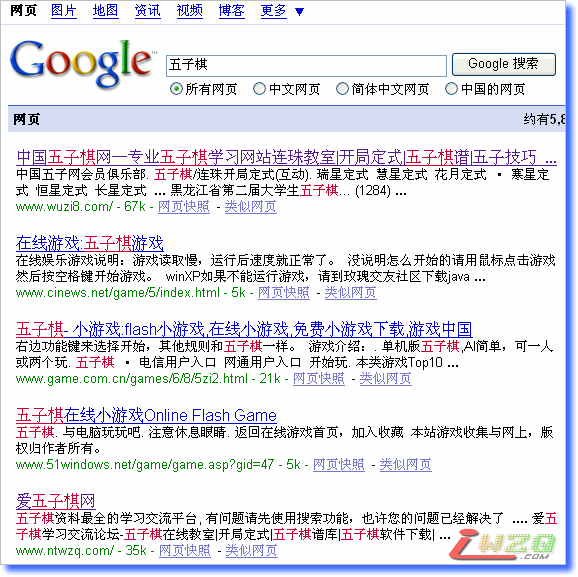 网页 图片 地图 资讯 视频 博客 更多 ▼
Google™ 五子棋 Google 搜索
所有网页 中文网页 简体中文网页 中国的网页
网页 约有5,8
中国五子棋网—专业五子棋学习网站连珠教室|开局定式|五子棋谱|五子技巧 ...
中国五子网会员俱乐部. 五子棋/连珠开局定式(互动). 瑞星定式 慧星定式 花月定式 • 寒星定
式 恒星定式 长星定式 ... 黑龙江省第二届大学生五子棋... (1284) ...
www.wuzi8.com/ - 67k - 网页快照 - 类似网页
在线游戏:五子棋游戏
在线娱乐游戏说明：游戏读取慢，运行后速度就正常了。 没说明怎么开始的请用鼠标点击游戏
然后按空格键开始游戏。 winXP如果不能运行游戏，请到玫瑰交友社区下载java ...
www.cinews.net/game/5/index.html - 5k - 网页快照 - 类似网页
五子棋- 小游戏:flash小游戏,在线小游戏,免费小游戏下载,游戏中国
右边功能键来选择开始，其他规则和五子棋一样。 游戏介绍：. 单机版五子棋,AI简单，可一人
或两个玩. 五子棋 • 电信用户入口 网通用户入口 开始玩. 本类游戏Top10 ...
www.game.com.cn/games/6/8/5zi2.html - 21k - 网页快照 - 类似网页
五子棋在线小游戏Online Flash Game
五子棋. 与电脑玩玩吧. 注意休息眼睛. 返回在线游戏首页，加入收藏 本站游戏收集与网上，版
权归作者所有。
www.51windows.net/game/game.asp?gid=47 - 5k - 网页快照 - 类似网页
爱五子棋网
五子棋资料最全的学习交流平台, 有问题请先使用搜索功能，也许您的问题已经解决了 .... 爱五
子棋学习交流论坛-五子棋在线教室|开局定式|五子棋谱库|五子棋软件下载| ...
www.ntwzq.com/ - 35k - 网页快照 - 类似网页
iWZQ.COM